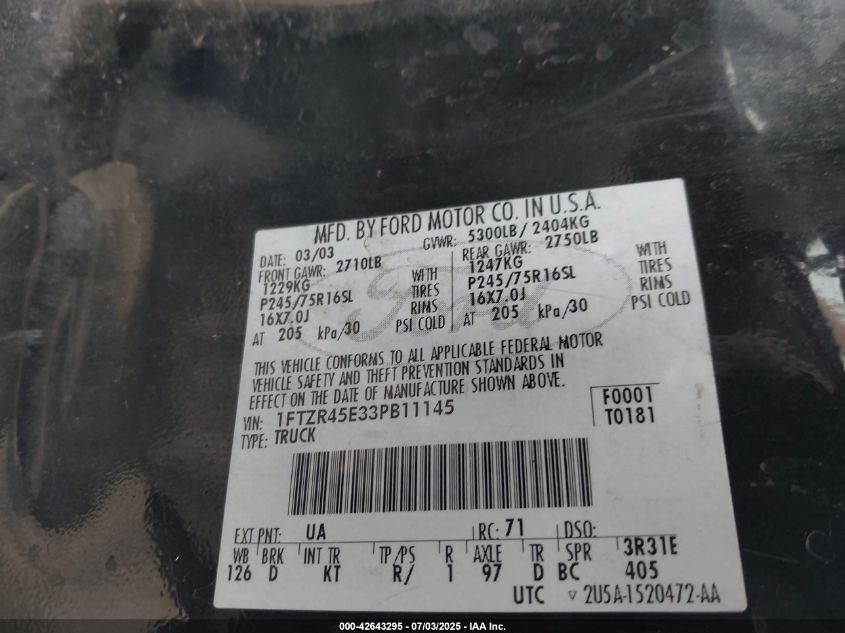 MFD. BY FORD MOTOR CO. IN U.S.A.
DATE: 03/03 GVWR: 5300LB/ 2404KG
FRONT GAWR: 2710LB REAR GAWR: 2750LB
1229KG WITH 1247KG WITH
P245/75R16SL TIRES P245/75R16SL TIRES
16X7.0J RIMS 16X7.0J RIMS
AT 205 kPa/30 PSI COLD AT 205 kPa/30 PSI COLD
Ford
THIS VEHICLE CONFORMS TO ALL APPLICABLE FEDERAL MOTOR
VEHICLE SAFETY AND THEFT PREVENTION STANDARDS IN
EFFECT ON THE DATE OF MANUFACTURE SHOWN ABOVE.
VIN: 1FTZR45E33PB11145 F0001
TYPE: TRUCK T0181
EXT PNT: UA RC: 71 DSO:
WB BRK INT TR TP/PS R AXLE TR SPR 3R31E
126 D KT R/ 1 97 D BC 405
UTC ▽ 2U5A-1520472-AA
000-42643295 - 07/03/2025 - IAA Inc.